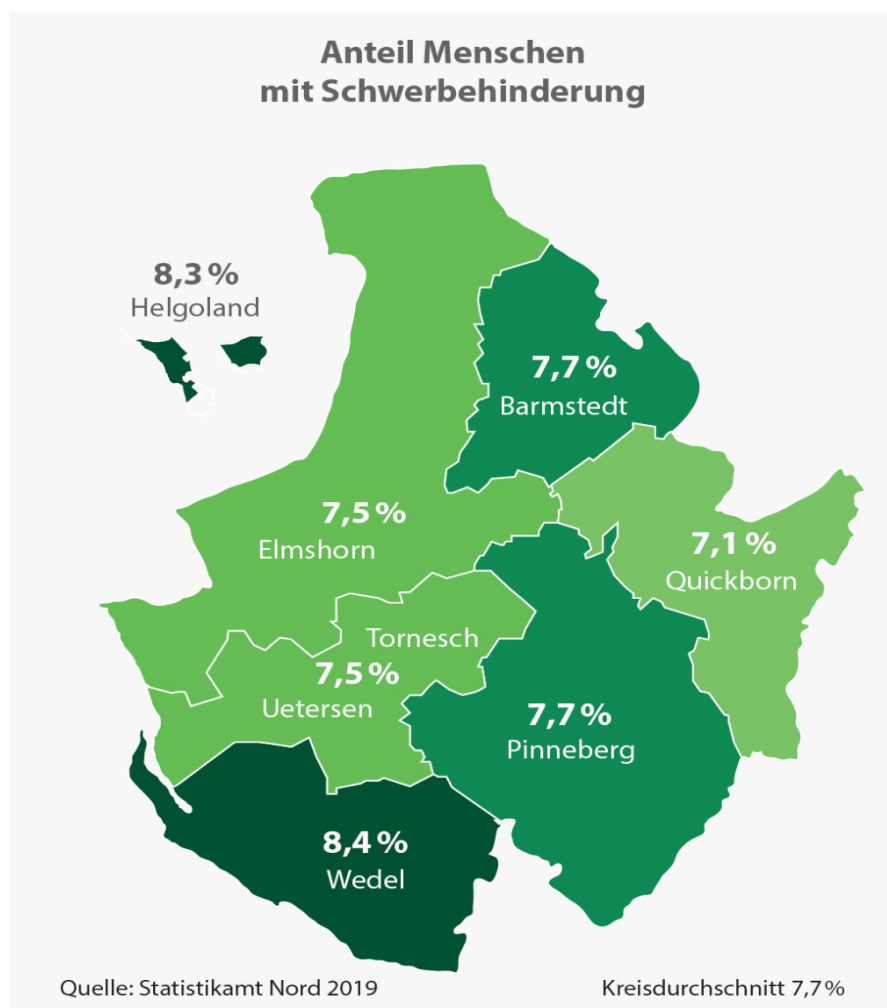 Anteil Menschen
mit Schwerbehinderung
8,3 %
Helgoland
7,7 %
Barmstedt
7,5 %
Elmshorn
7,1 %
Quickborn
Tornesch
7,5 %
Uetersen
7,7 %
Pinneberg
8,4 %
Wedel
Quelle: Statistikamt Nord 2019
Kreisdurchschnitt 7,7 %